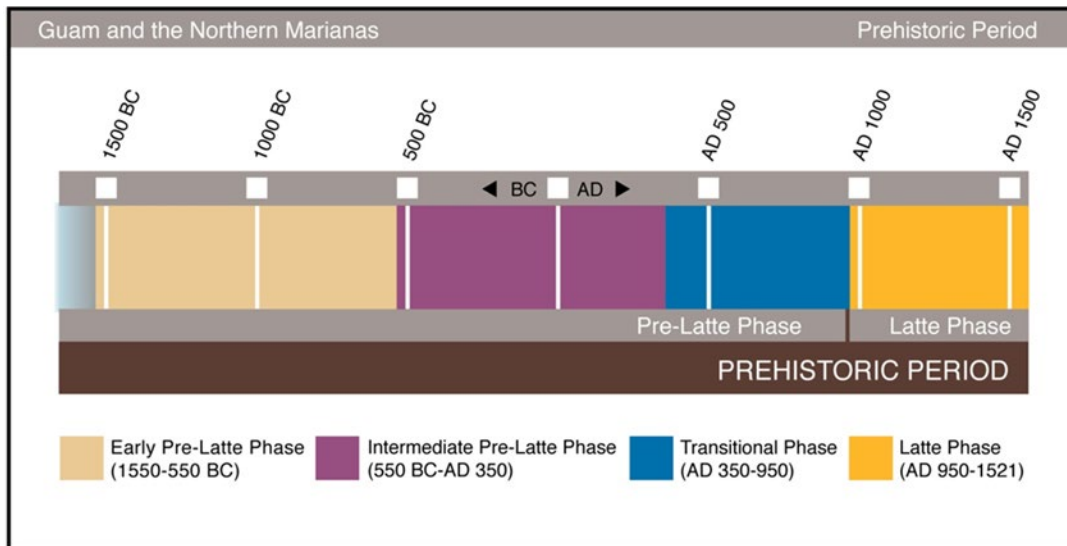 Guam and the Northern Marianas
Prehistoric Period
1500 BC
1000 BC
500 BC
AD 500
AD 1000
AD 1500
◀ BC AD ▶
Pre-Latte Phase
Latte Phase
PREHISTORIC PERIOD
Early Pre-Latte Phase
(1550-550 BC)
Intermediate Pre-Latte Phase
(550 BC-AD 350)
Transitional Phase
(AD 350-950)
Latte Phase
(AD 950-1521)